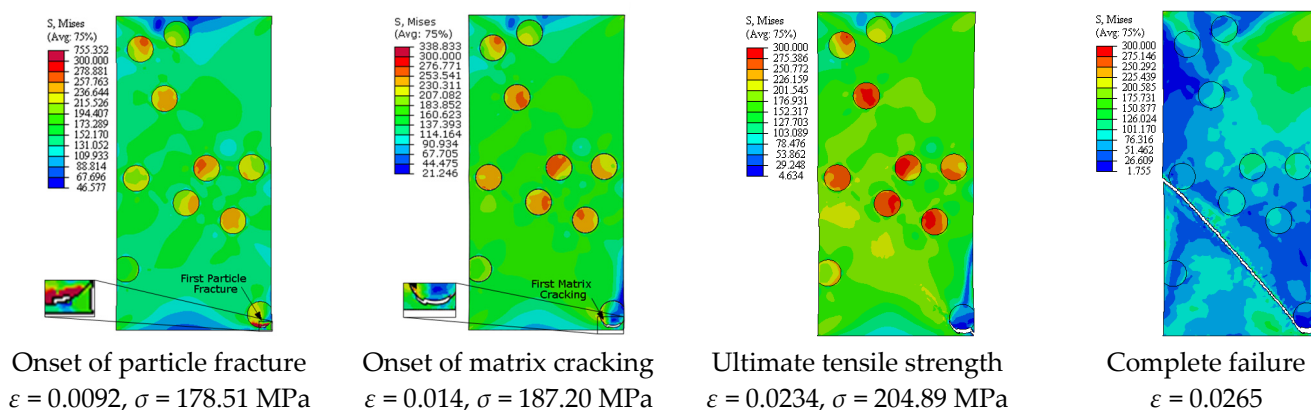 S, Mises
(Avg: 75%)
755.352
300.000
278.881
257.763
236.644
215.526
194.407
173.289
152.170
131.052
109.933
88.814
67.696
46.577
First Particle
Fracture
Onset of particle fracture
ε = 0.0092, σ = 178.51 MPa
S, Mises
(Avg: 75%)
338.833
300.000
276.771
253.541
230.311
207.082
183.852
160.623
137.393
114.164
90.934
67.705
44.475
21.246
First Matrix
Cracking
Onset of matrix cracking
ε = 0.014, σ = 187.20 MPa
S, Mises
(Avg: 75%)
300.000
275.386
250.772
226.159
201.545
176.931
152.317
127.703
103.089
78.476
53.862
29.248
4.634
Ultimate tensile strength
ε = 0.0234, σ = 204.89 MPa
S, Mises
(Avg: 75%)
300.000
275.146
250.292
225.439
200.585
175.731
150.877
126.024
101.170
76.316
51.462
26.609
1.755
Complete failure
ε = 0.0265